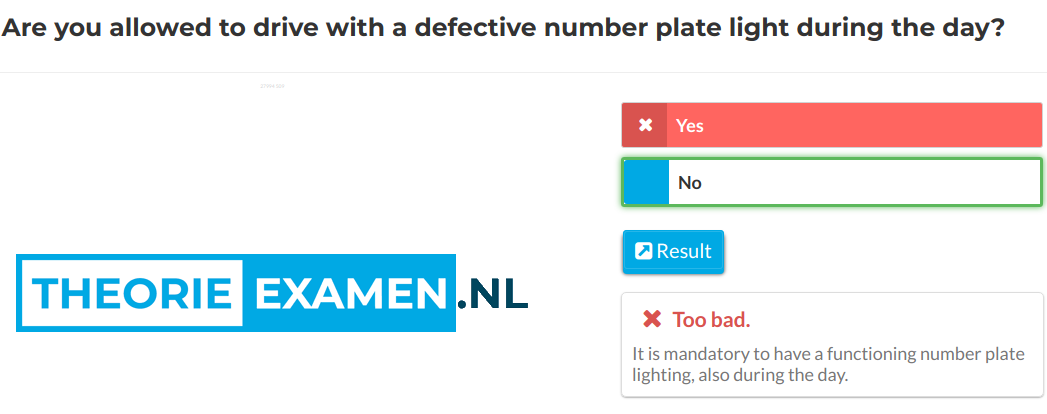 Are you allowed to drive with a defective number plate light during the day?
Yes
No
Result
THEORIE EXAMEN.NL
Too bad.
It is mandatory to have a functioning number plate
lighting, also during the day.